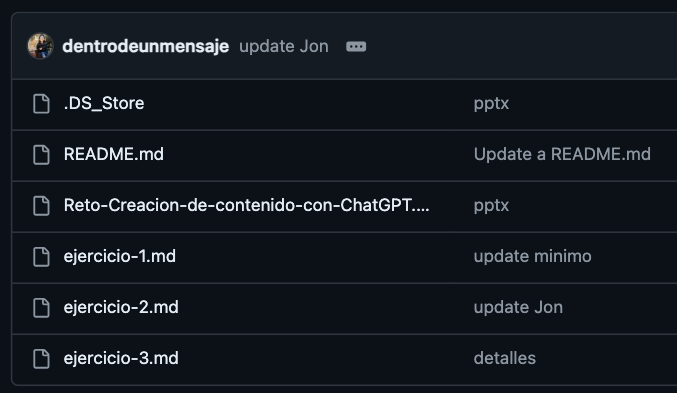 dentrodeunmensaje update Jon
.DS_Store pptx
README.md Update a README.md
Reto-Creacion-de-contenido-con-ChatGPT.... pptx
ejercicio-1.md update minimo
ejercicio-2.md update Jon
ejercicio-3.md detalles